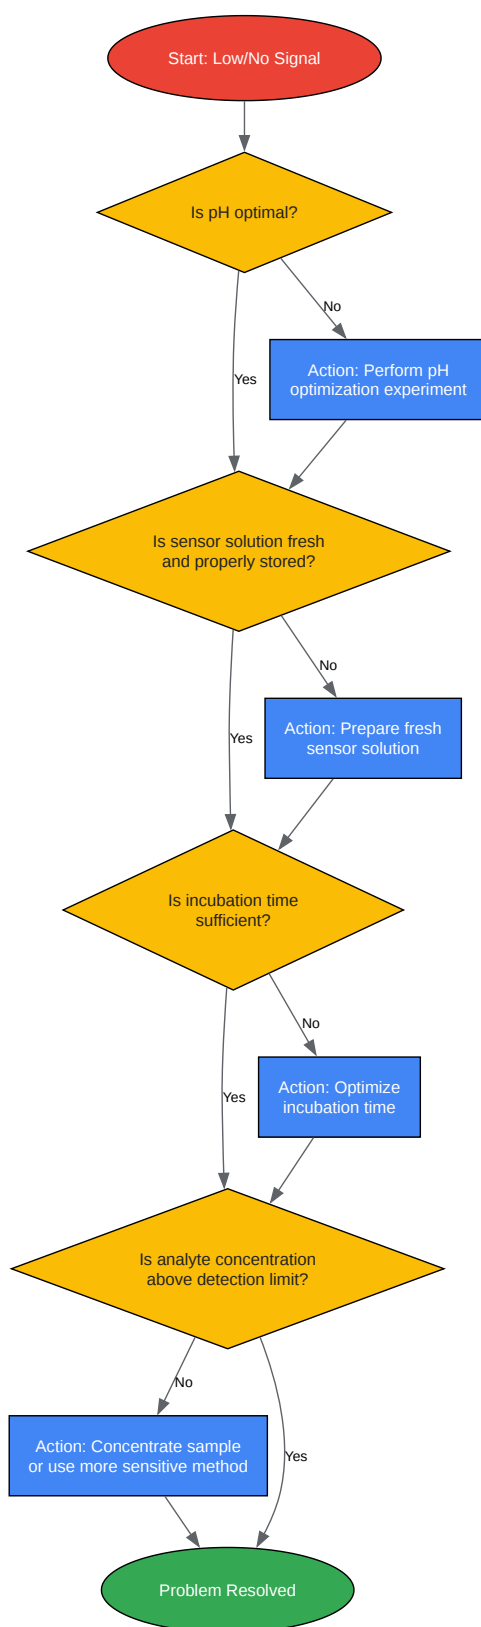 Start: Low/No Signal
Is pH optimal?
No
Action: Perform pH
optimization experiment
Yes
Is sensor solution fresh
and properly stored?
No
Action: Prepare fresh
sensor solution
Yes
Is incubation time
sufficient?
No
Action: Optimize
incubation time
Yes
Is analyte concentration
above detection limit?
No
Action: Concentrate sample
or use more sensitive method
Yes
Problem Resolved